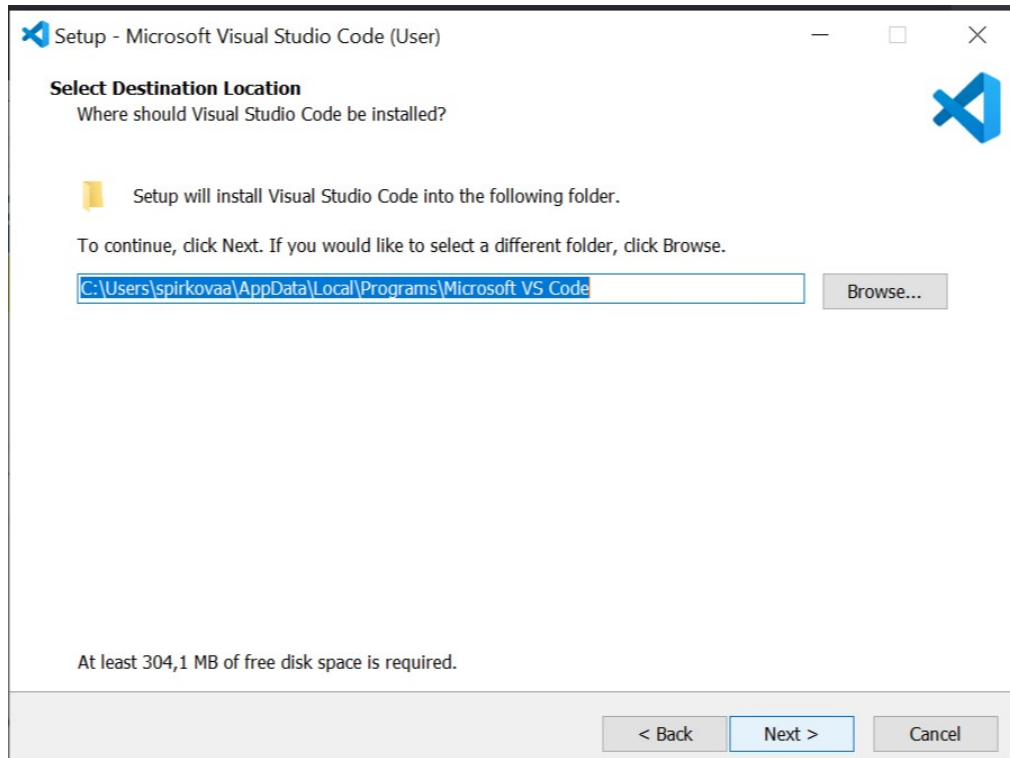 Setup - Microsoft Visual Studio Code (User)
Select Destination Location
Where should Visual Studio Code be installed?
Setup will install Visual Studio Code into the following folder.
To continue, click Next. If you would like to select a different folder, click Browse.
C:\Users\spirkovaa\AppData\Local\Programs\Microsoft VS Code
Browse...
At least 304,1 MB of free disk space is required.
< Back
Next >
Cancel